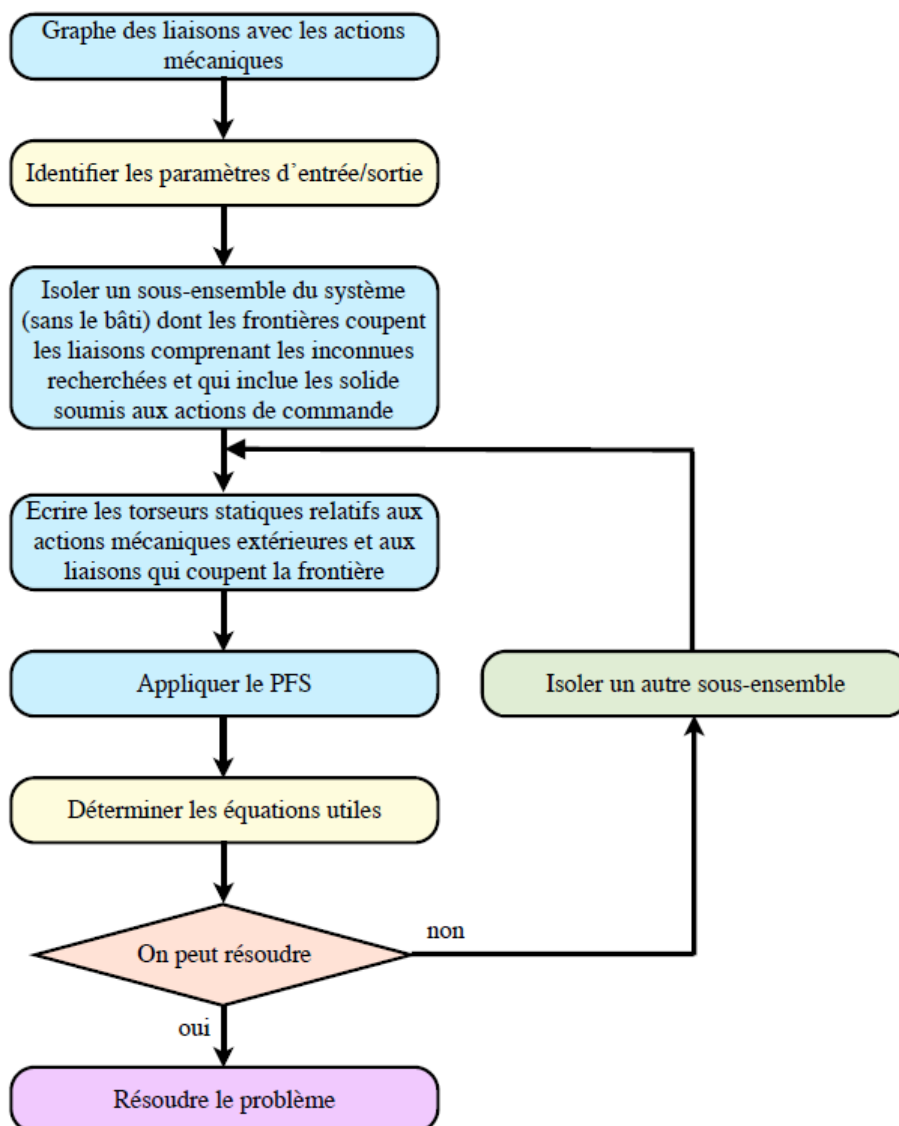 Graphe des liaisons avec les actions
mécaniques
Identifier les paramètres d'entrée/sortie
Isoler un sous-ensemble du système
(sans le bâti) dont les frontières coupent
les liaisons comprenant les inconnues
recherchées et qui inclue les solide
soumis aux actions de commande
Ecrire les torseurs statiques relatifs aux
actions mécaniques extérieures et aux
liaisons qui coupent la frontière
Appliquer le PFS
Isoler un autre sous-ensemble
Déterminer les équations utiles
On peut résoudre
non
oui
Résoudre le problème